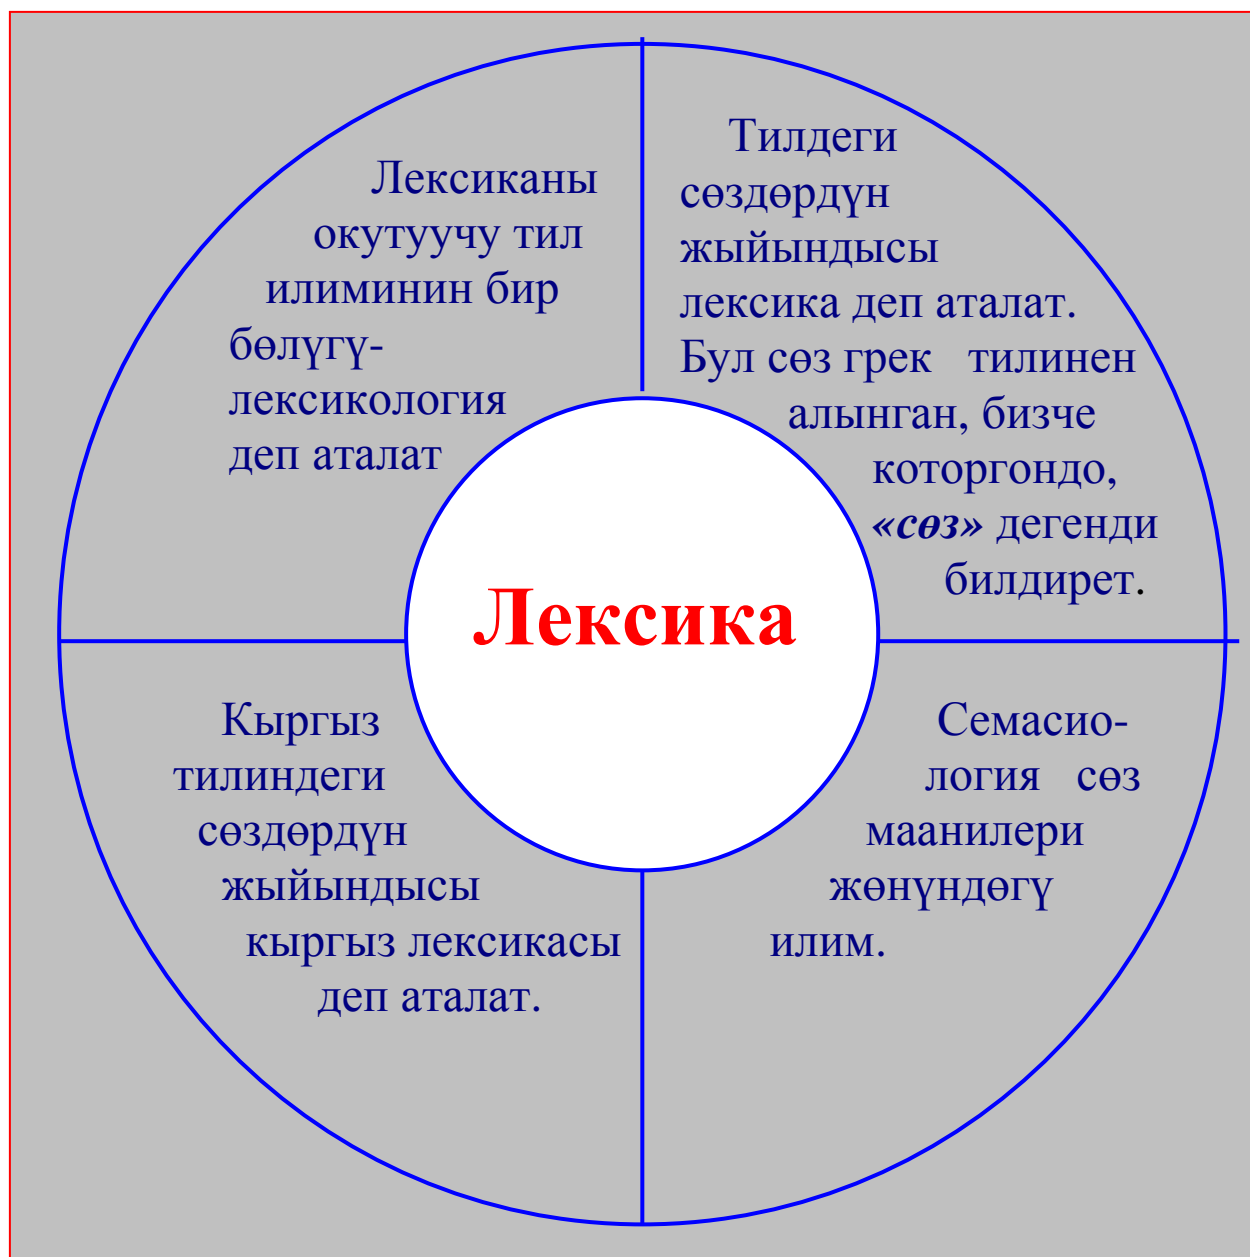 Лексиканы
окутуучу тил
илиминин бир
бөлүгү-
лексикология
деп аталат
Тилдеги
сөздөрдүн
жыйындысы
лексика деп аталат.
Бул сөз грек тилинен
алынган, бизче
которгондо,
«сөз» дегенди
билдирет.
Лексика
Кыргыз
тилиндеги
сөздөрдүн
жыйындысы
кыргыз лексикасы
деп аталат.
Семасио-
логия сөз
маанилери
жөнүндөгү
илим.